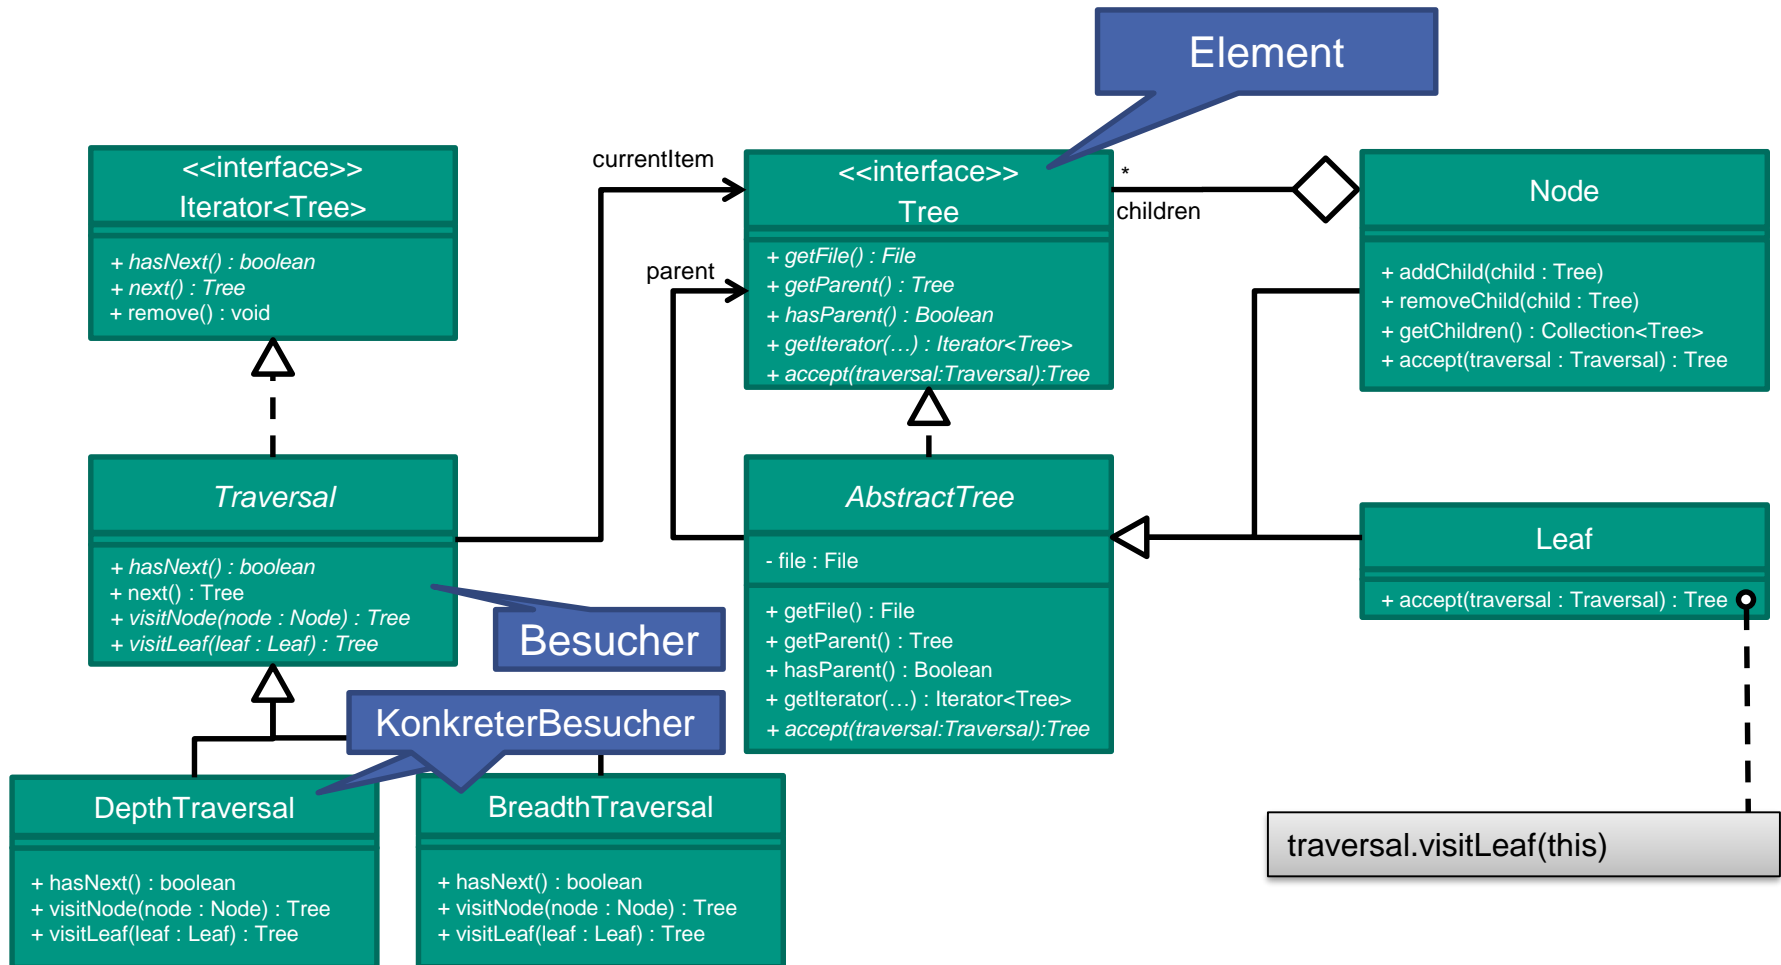 Element
<<interface>>
Iterator<Tree>
+ hasNext() : boolean
+ next() : Tree
+ remove() : void
currentItem
<<interface>>
Tree
+ getFile() : File
+ getParent() : Tree
+ hasParent() : Boolean
+ getIterator(…) : Iterator<Tree>
+ accept(traversal:Traversal):Tree
*
children
parent
Node
+ addChild(child : Tree)
+ removeChild(child : Tree)
+ getChildren() : Collection<Tree>
+ accept(traversal : Traversal) : Tree
Traversal
+ hasNext() : boolean
+ next() : Tree
+ visitNode(node : Node) : Tree
+ visitLeaf(leaf : Leaf) : Tree
Besucher
AbstractTree
- file : File
+ getFile() : File
+ getParent() : Tree
+ hasParent() : Boolean
+ getIterator(…) : Iterator<Tree>
+ accept(traversal:Traversal):Tree
Leaf
+ accept(traversal : Traversal) : Tree
KonkreterBesucher
DepthTraversal
+ hasNext() : boolean
+ visitNode(node : Node) : Tree
+ visitLeaf(leaf : Leaf) : Tree
BreadthTraversal
+ hasNext() : boolean
+ visitNode(node : Node) : Tree
+ visitLeaf(leaf : Leaf) : Tree
traversal.visitLeaf(this)